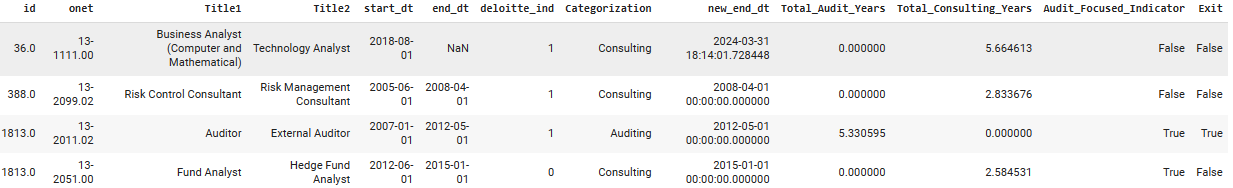 id onet Title1 Title2 start_dt end_dt deloitte_ind Categorization new_end_dt Total_Audit_Years Total_Consulting_Years Audit_Focused_Indicator Exit
36.0 13-1111.00 Business Analyst (Computer and Mathematical) Technology Analyst 2018-08-01 NaN 1 Consulting 2024-03-31 18:14:01.728448 0.000000 5.664613 False False
388.0 13-2099.02 Risk Control Consultant Risk Management Consultant 2005-06-01 2008-04-01 1 Consulting 2008-04-01 00:00:00.000000 0.000000 2.833676 False False
1813.0 13-2011.02 Auditor External Auditor 2007-01-01 2012-05-01 1 Auditing 2012-05-01 00:00:00.000000 5.330595 0.000000 True True
1813.0 13-2051.00 Fund Analyst Hedge Fund Analyst 2012-06-01 2015-01-01 0 Consulting 2015-01-01 00:00:00.000000 0.000000 2.584531 True False